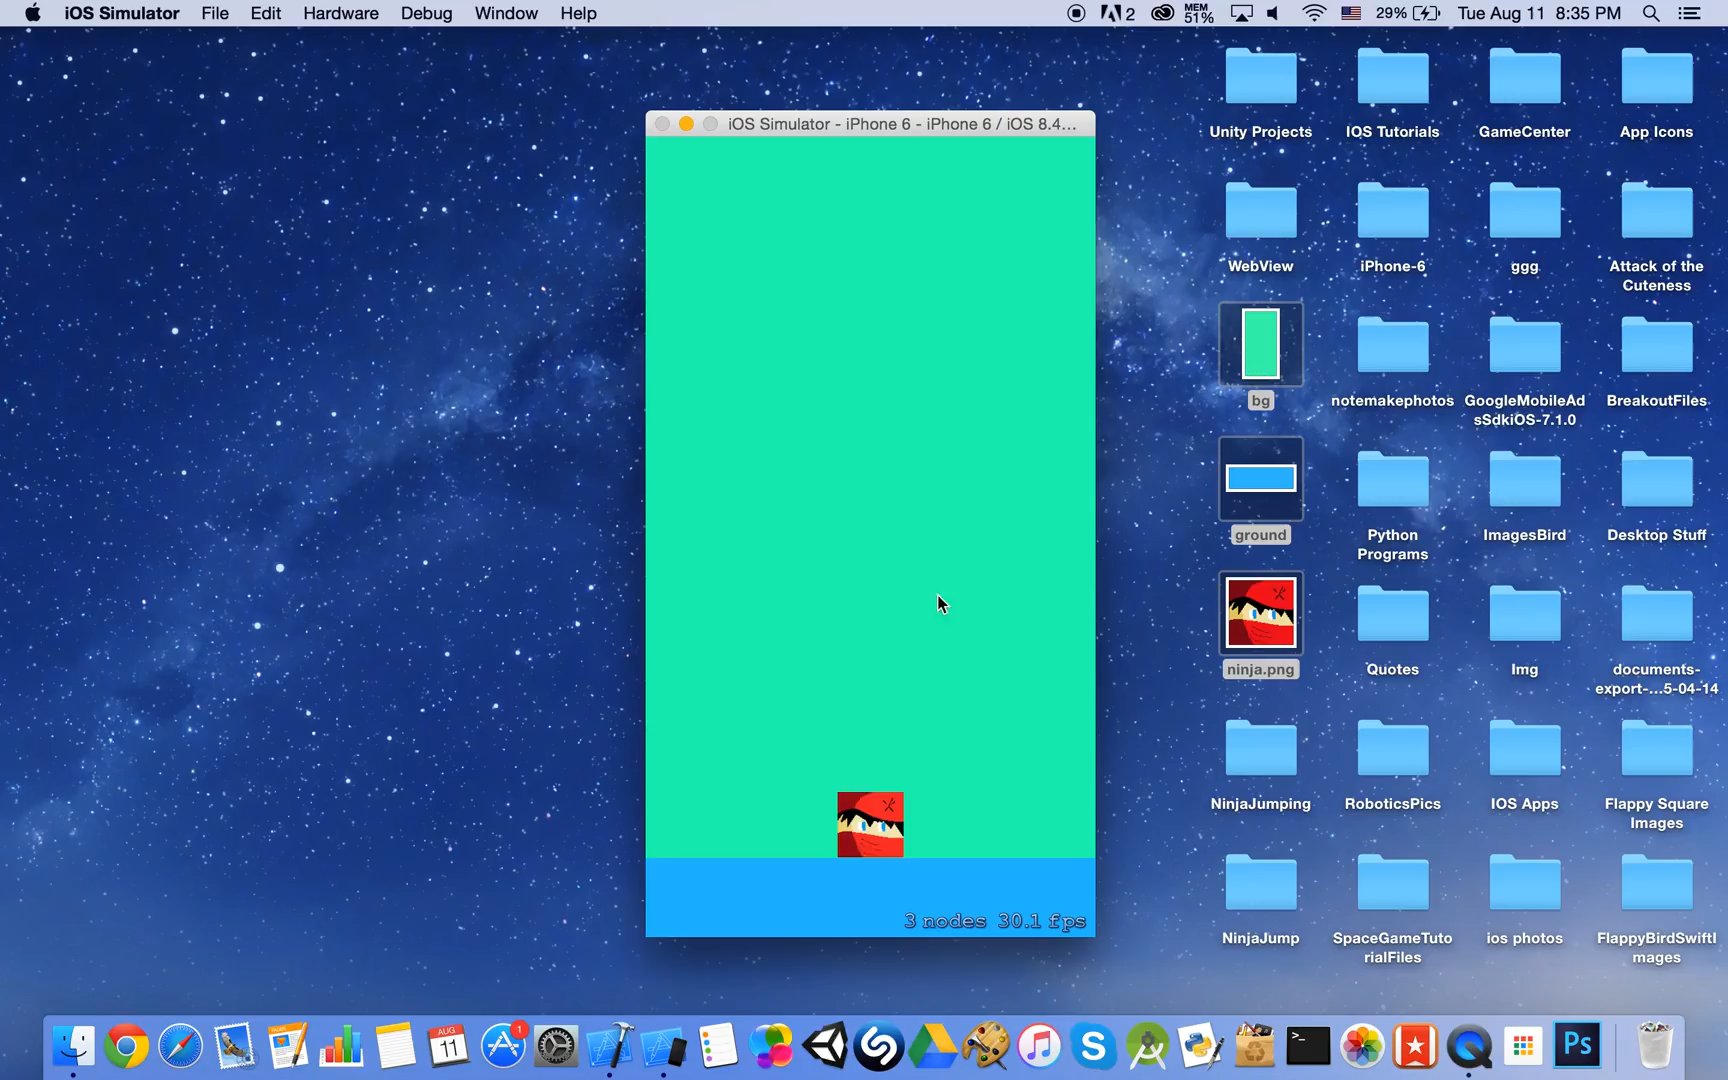 iOS Simulator File Edit Hardware Debug Window Help
2 MEM 51% 29% Tue Aug 11 8:35 PM
iOS Simulator - iPhone 6 - iPhone 6 / iOS 8.4...
3 nodes 30.1 fps
Unity Projects
IOS Tutorials
GameCenter
App Icons
WebView
iPhone-6
ggg
Attack of the
Cuteness
bg
notemakephotos
GoogleMobileAd
sSdkiOS-7.1.0
BreakoutFiles
ground
Python
Programs
ImagesBird
Desktop Stuff
ninja.png
Quotes
Img
documents-
export-...5-04-14
NinjaJumping
RoboticsPics
IOS Apps
Flappy Square
Images
NinjaJump
SpaceGameTuto
rialFiles
ios photos
FlappyBirdSwiftI
mages
AUG
11
1
S
>_
Ps